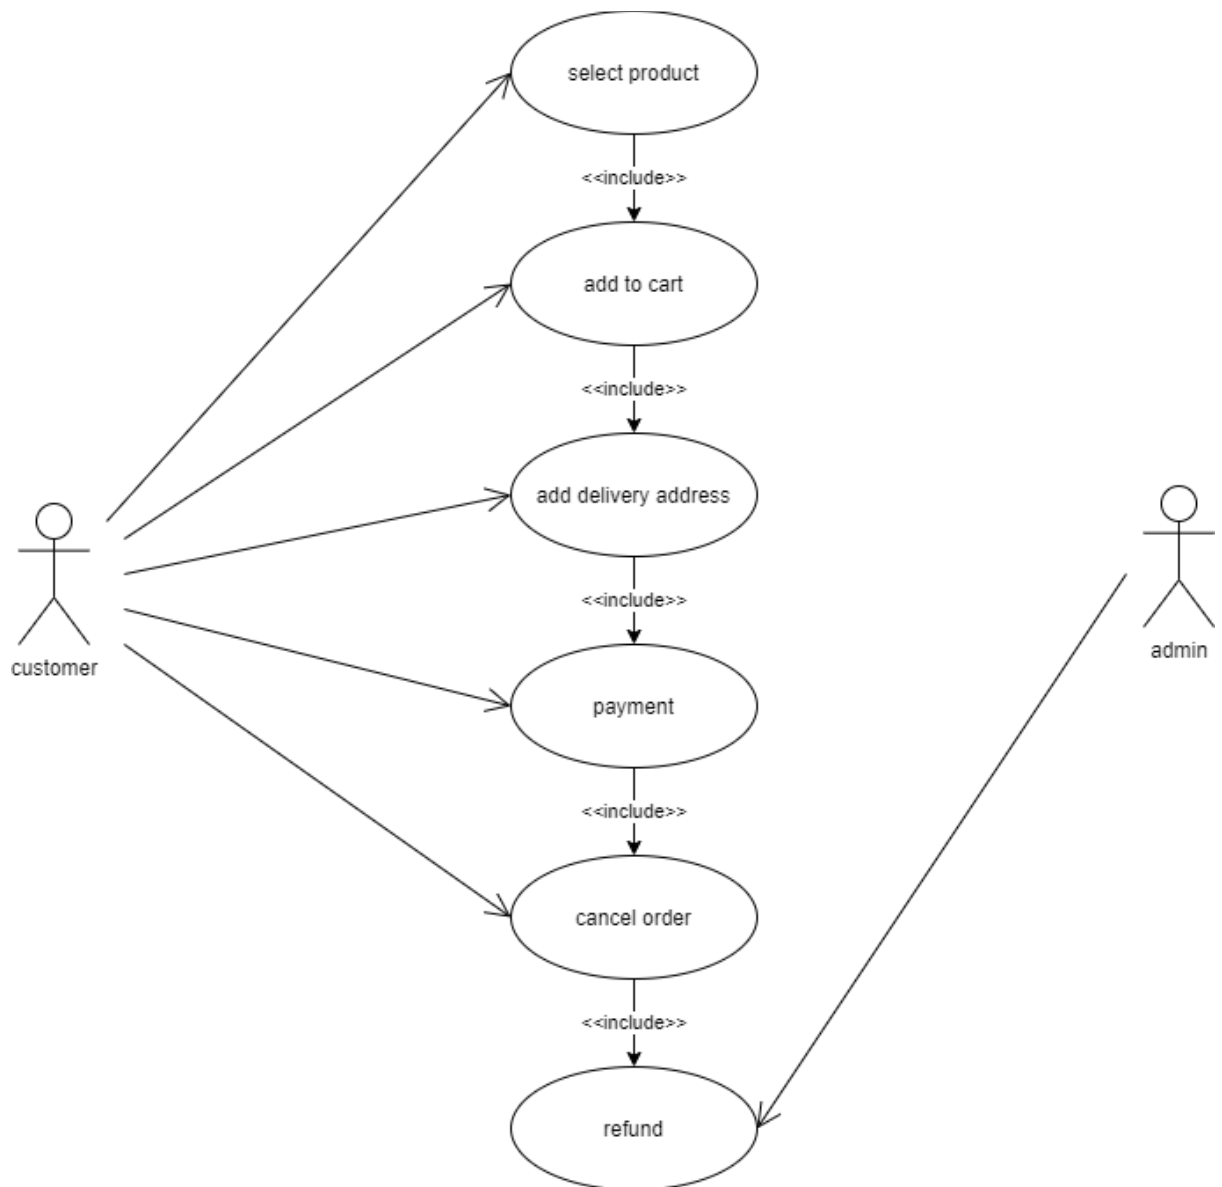 select product
<<include>>
add to cart
<<include>>
add delivery address
<<include>>
customer
admin
payment
<<include>>
cancel order
<<include>>
refund